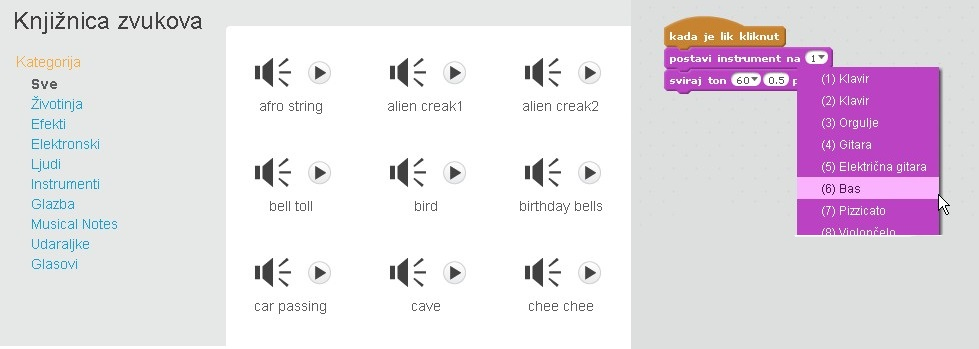 Knjižnica zvukova
Kategorija
Sve
Životinja
Efekti
Elektronski
Ljudi
Instrumenti
Glazba
Musical Notes
Udaraljke
Glasovi
afro string
alien creak1
alien creak2
bell toll
bird
birthday bells
car passing
cave
chee chee
kada je lik kliknut
postavi instrument na 1
sviraj ton 60 0.5
(1) Klavir
(2) Klavir
(3) Orgulje
(4) Gitara
(5) Električna gitara
(6) Bas
(7) Pizzicato
(8) Violončelo